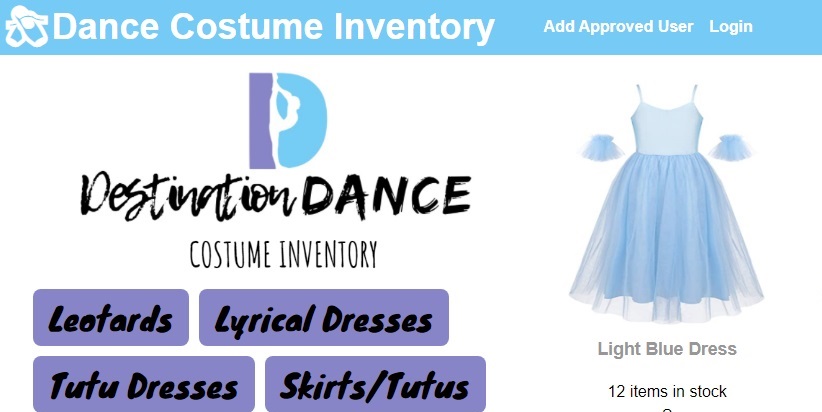 Dance Costume Inventory
Add Approved User Login
Destination DANCE
COSTUME INVENTORY
Leotards
Lyrical Dresses
Tutu Dresses
Skirts/Tutus
Light Blue Dress
12 items in stock